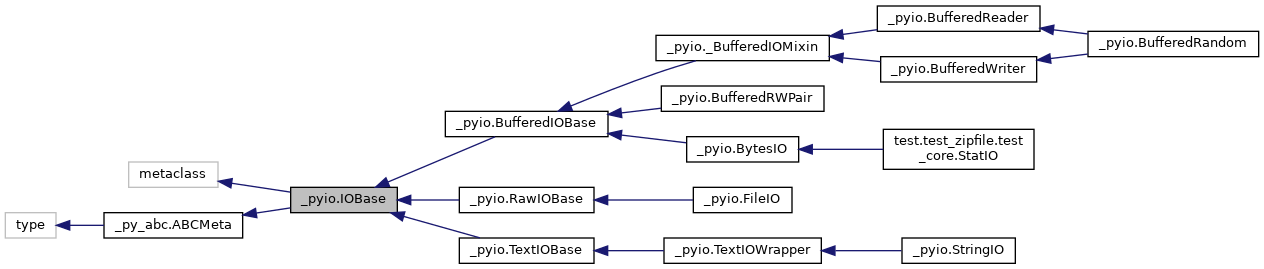 _pyio.BufferedReader
_pyio._BufferedIOMixin
_pyio.BufferedRandom
_pyio.BufferedWriter
_pyio.BufferedRWPair
_pyio.BufferedIOBase
_pyio.BytesIO
test.test_zipfile.test
_core.StatIO
metaclass
_pyio.IOBase
_pyio.RawIOBase
_pyio.FileIO
type
_py_abc.ABCMeta
_pyio.TextIOBase
_pyio.TextIOWrapper
_pyio.StringIO